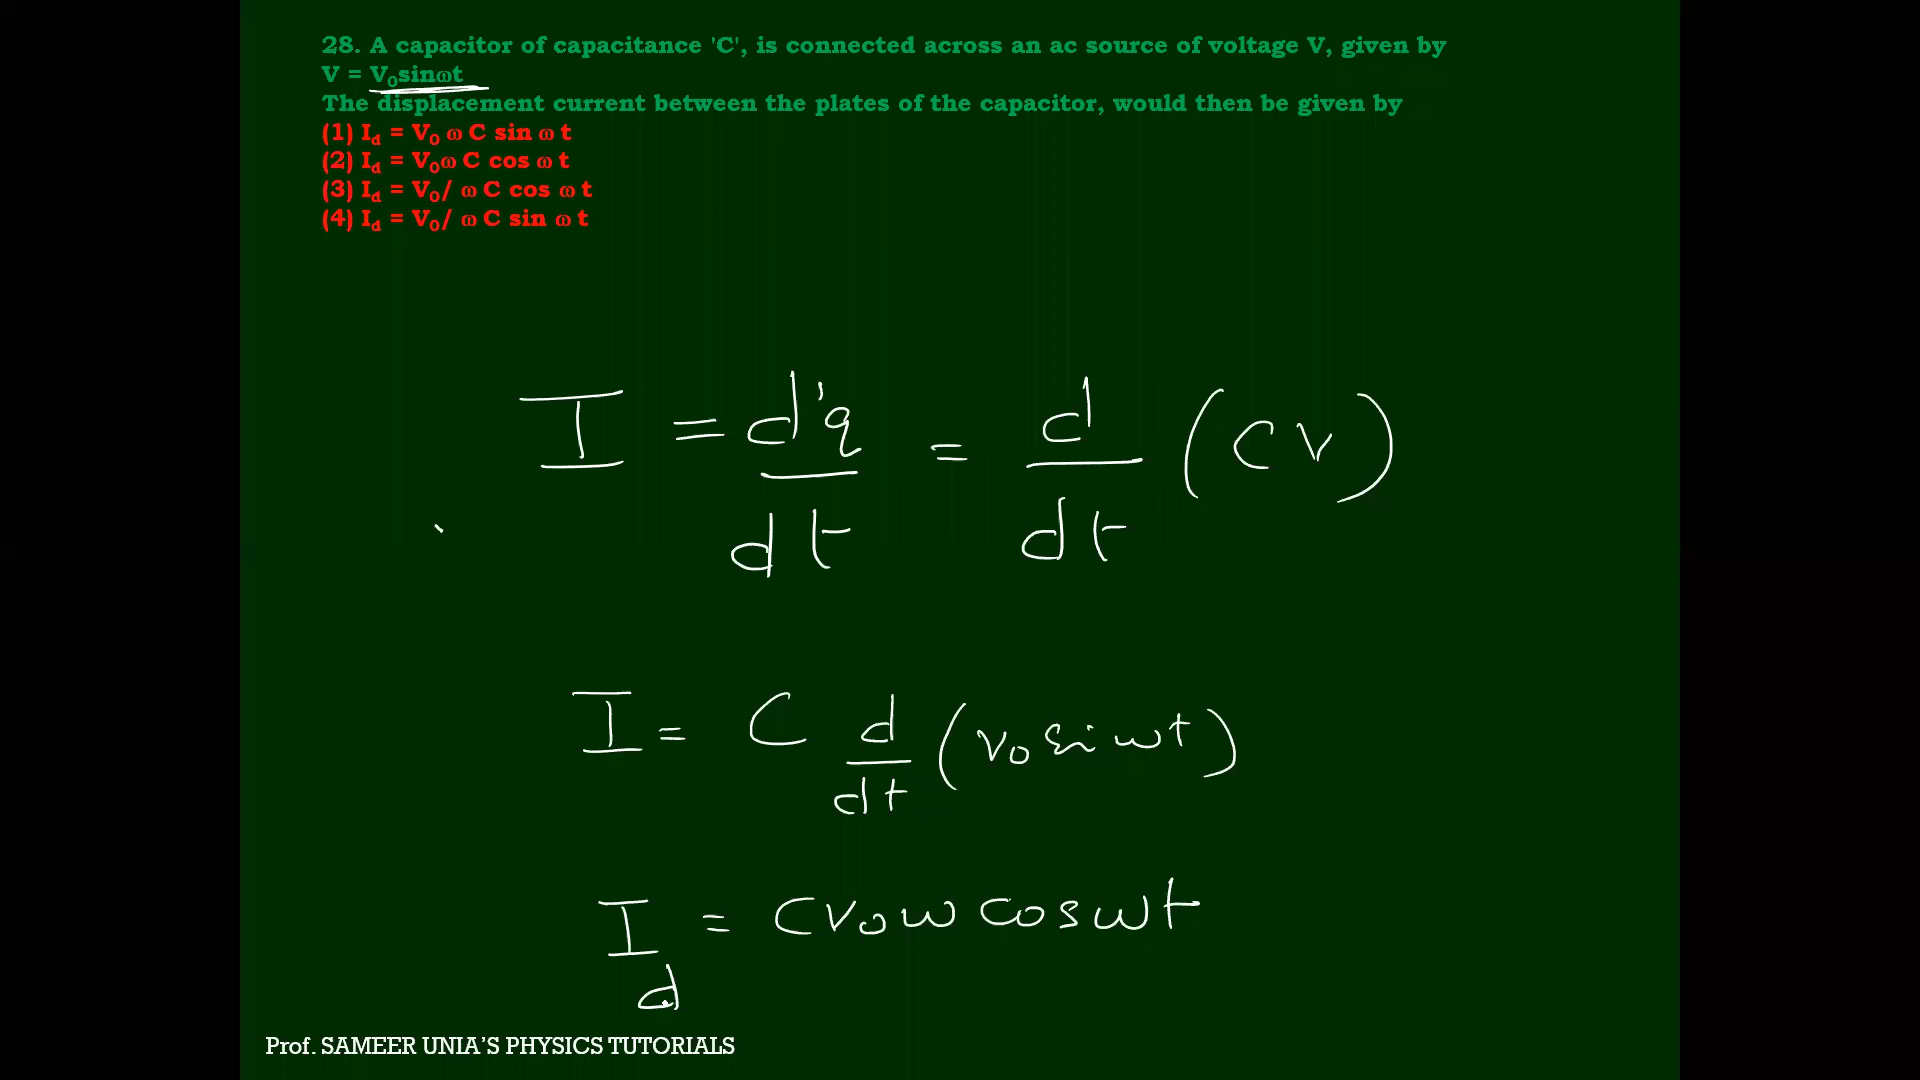 28. A capacitor of capacitance 'C', is connected across an ac source of voltage V, given by
V = V₀sinωt
The displacement current between the plates of the capacitor, would then be given by
(1) I_d = V₀ ω C sin ω t
(2) I_d = V₀ω C cos ω t
(3) I_d = V₀/ ω C cos ω t
(4) I_d = V₀/ ω C sin ω t
I = dq/dt = d/dt (CV)
I = C d/dt (V₀ sin ωt)
I_d = CV₀ω cosωt
Prof. SAMEER UNIA’S PHYSICS TUTORIALS